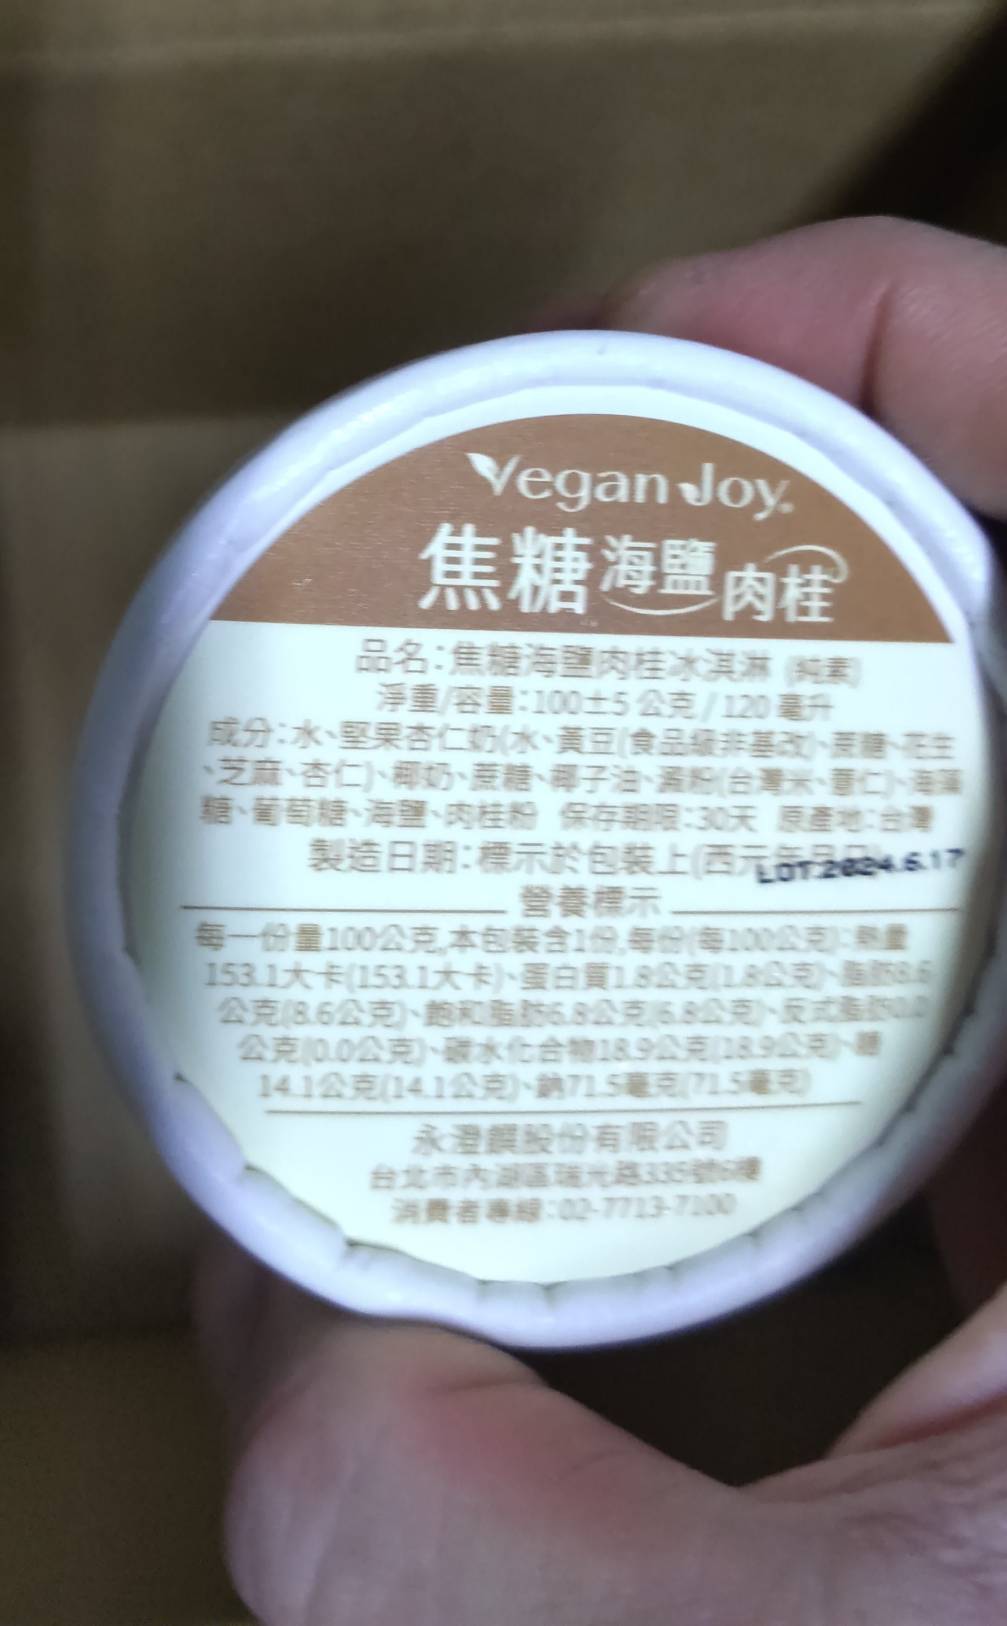 Vegan Joy
焦糖海鹽肉桂
品名：焦糖海鹽肉桂冰淇淋 (純素)
淨重/容量：100±5 公克 / 120 毫升
成分：水、堅果杏仁奶(水、黃豆(食品級非基改)、蔗糖、花生
、芝麻、杏仁)、椰奶、蔗糖、椰子油、澱粉(台灣米、薏仁)、海藻
糖、葡萄糖、海鹽、肉桂粉 保存期限：30天 原產地：台灣
製造日期：標示於包裝上(西元年月日)
LOT.2024.6.17
營養標示
每一份量100公克,本包裝含1份,每份(每100公克)：熱量
153.1大卡(153.1大卡)、蛋白質1.8公克(1.8公克)、脂肪8.6
公克(8.6公克)、飽和脂肪6.8公克(6.8公克)、反式脂肪0.0
公克(0.0公克)、碳水化合物18.9公克(18.9公克)、糖
14.1公克(14.1公克)、鈉71.5毫克(71.5毫克)
永澄饌股份有限公司
台北市內湖區瑞光路335號6樓
消費者專線：02-7713-7100